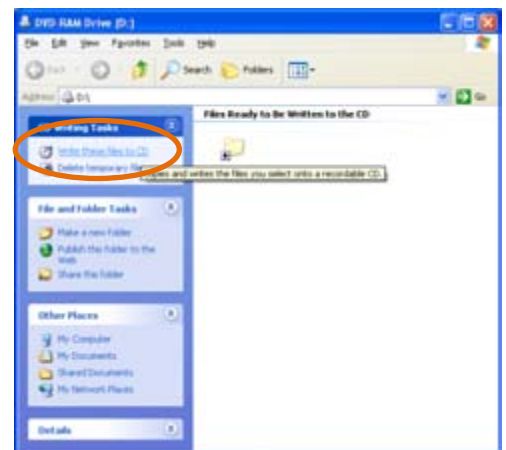 DVD RAM Drive (D:)
File Edit View Favorites Tools Help
Back Search Folders
Address D:\ Go
Files Ready to Be Written to the CD
CD Writing Tasks
Write these files to CD
Delete temporary files
Copies and writes the files you select onto a recordable CD.
File and Folder Tasks
Make a new folder
Publish this folder to the
Web
Share this folder
Other Places
My Computer
My Documents
Shared Documents
My Network Places
Details